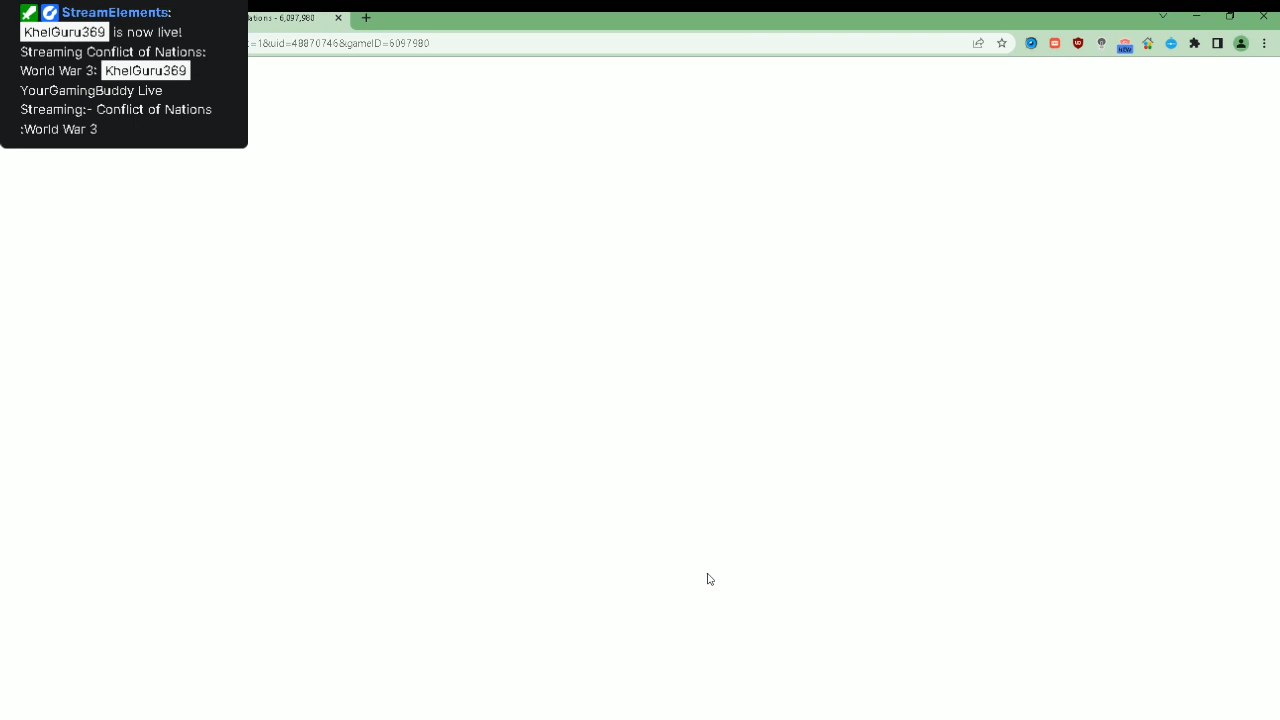 StreamElements:
KhelGuru369 is now live!
Streaming Conflict of Nations:
World War 3: KhelGuru369
YourGamingBuddy Live
Streaming:- Conflict of Nations
:World War 3
ations - 6,097,980
=1&uid=48870746&gameID=6097980
NEW